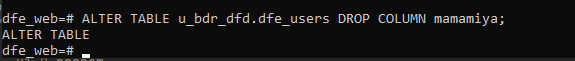 dfe_web=# ALTER TABLE u_bdr_dfd.dfe_users DROP COLUMN mamamiya;
ALTER TABLE
dfe_web=#